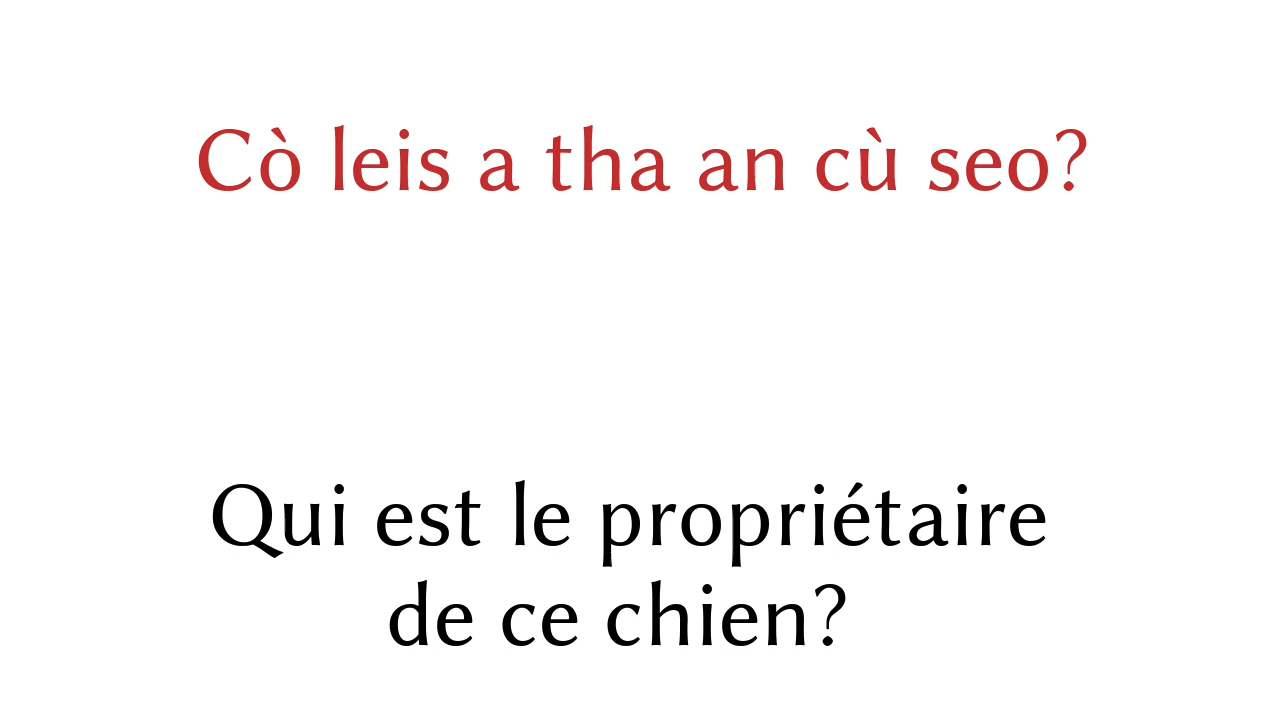 Cò leis a tha an cù seo?
Qui est le propriétaire
de ce chien?